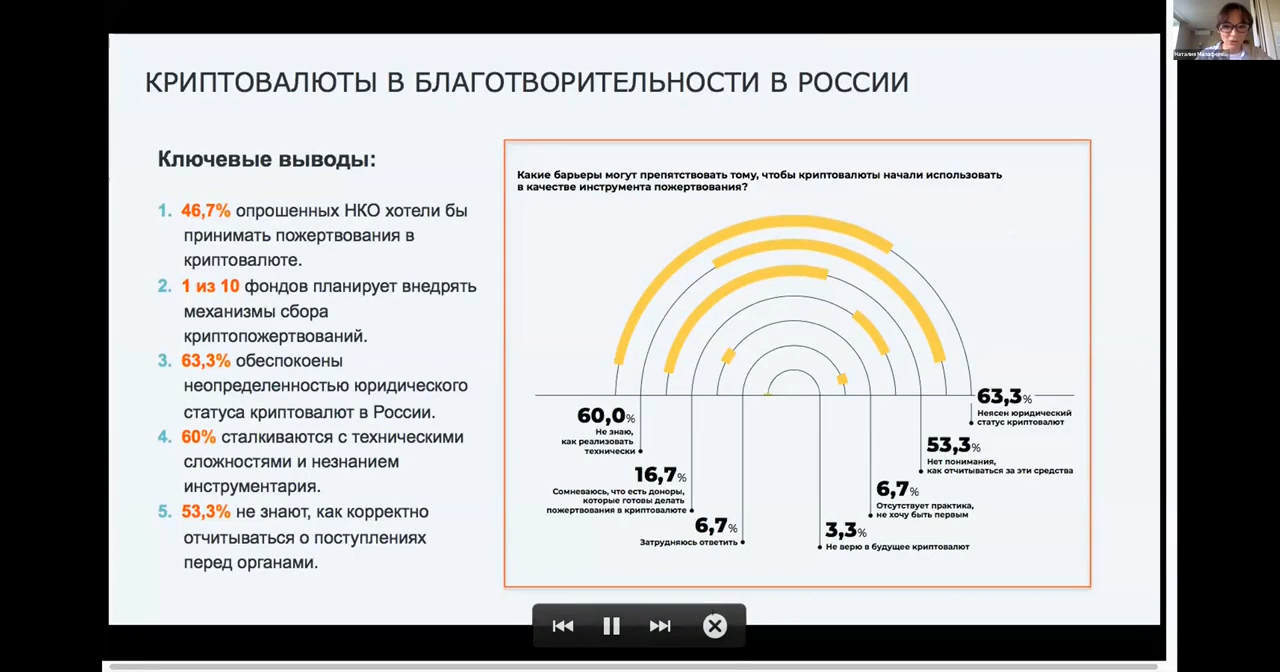 КРИПТОВАЛЮТЫ В БЛАГОТВОРИТЕЛЬНОСТИ В РОССИИ
Ключевые выводы:
1. 46,7% опрошенных НКО хотели бы
принимать пожертвования в
криптовалюте.
2. 1 из 10 фондов планирует внедрять
механизмы сбора
криптопожертвований.
3. 63,3% обеспокоены
неопределенностью юридического
статуса криптовалют в России.
4. 60% сталкиваются с техническими
сложностями и незнанием
инструментария.
5. 53,3% не знают, как корректно
отчитываться о поступлениях
перед органами.
Какие барьеры могут препятствовать тому, чтобы криптовалюты начали использовать
в качестве инструмента пожертвования?
60,0%
Не знаю,
как реализовать
технически
16,7%
Сомневаюсь, что есть доноры,
которые готовы делать
пожертвования в криптовалюте
6,7%
Затрудняюсь ответить
63,3%
Неясен юридический
статус криптовалют
53,3%
Нет понимания,
как отчитываться за эти средства
6,7%
Отсутствует практика,
не хочу быть первым
3,3%
Не верю в будущее криптовалют
Наталия